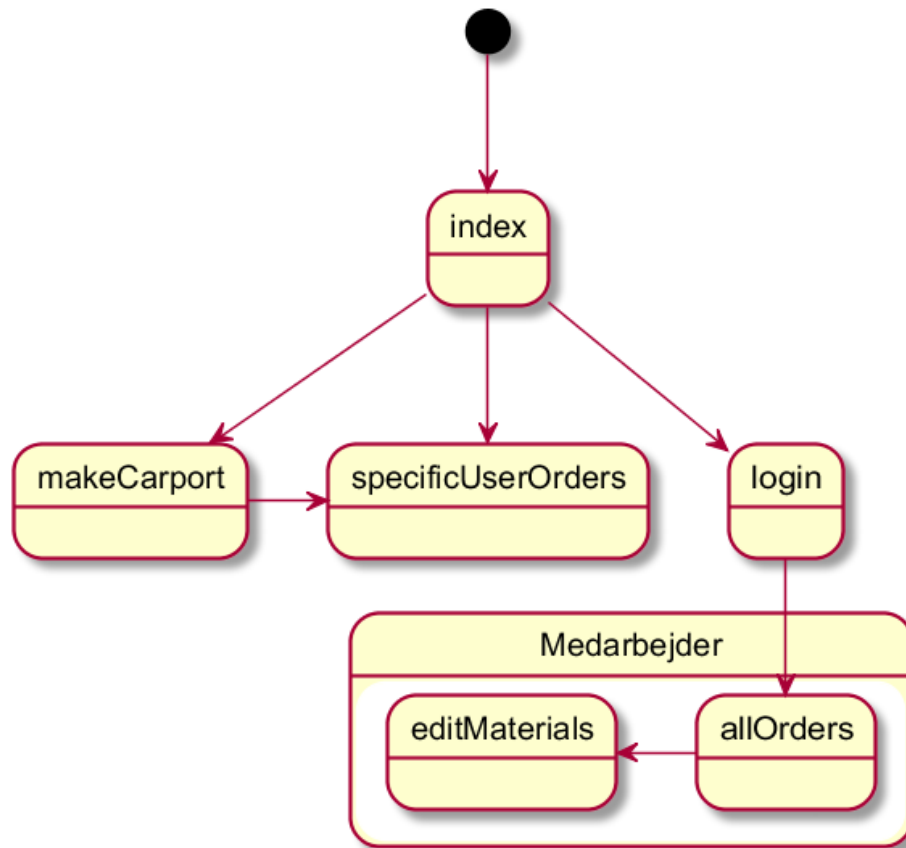 index
makeCarport
specificUserOrders
login
Medarbejder
editMaterials
allOrders